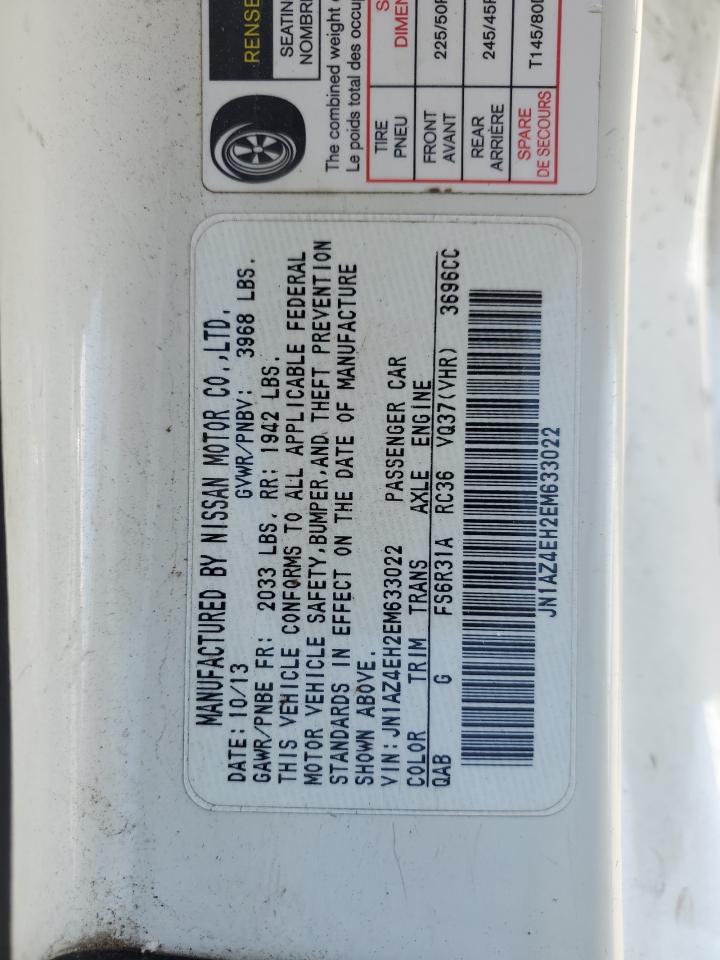 MANUFACTURED BY NISSAN MOTOR CO.,LTD.
DATE: 10/13 GVWR/PNBV: 3968 LBS.
GAWR/PNBE FR: 2033 LBS. RR: 1942 LBS.
THIS VEHICLE CONFORMS TO ALL APPLICABLE FEDERAL
MOTOR VEHICLE SAFETY,BUMPER,AND THEFT PREVENTION
STANDARDS IN EFFECT ON THE DATE OF MANUFACTURE
SHOWN ABOVE.
VIN:JN1AZ4EH2EM633022 PASSENGER CAR
COLOR TRIM TRANS AXLE ENGINE
QAB G FS6R31A RC36 VQ37(VHR) 3696CC
JN1AZ4EH2EM633022
RENSE
SEATIN
NOMBR
The combined weight
Le poids total des occu
TIRE
PNEU
DIMEN
FRONT
AVANT
225/50
REAR
ARRIÈRE
245/45
SPARE
DE SECOURS
T145/80